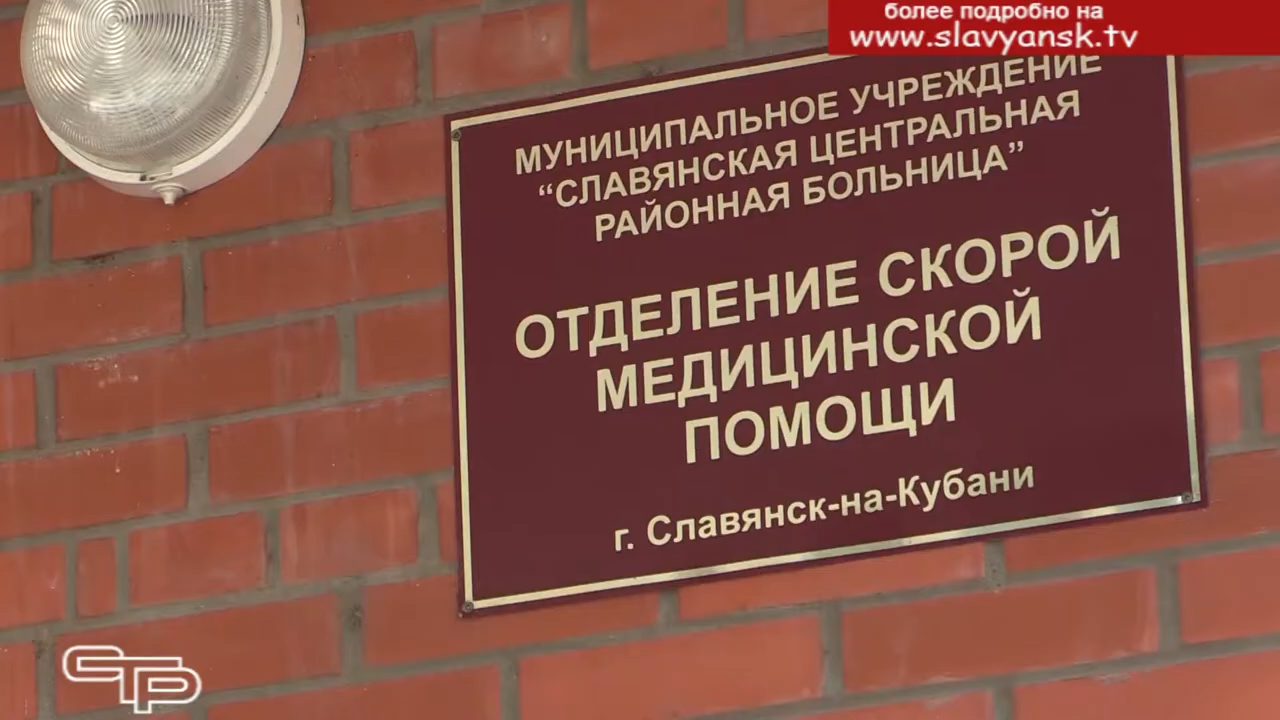 более подробно на
www.slavyansk.tv
МУНИЦИПАЛЬНОЕ УЧРЕЖДЕНИЕ
“СЛАВЯНСКАЯ ЦЕНТРАЛЬНАЯ
РАЙОННАЯ БОЛЬНИЦА”
ОТДЕЛЕНИЕ СКОРОЙ
МЕДИЦИНСКОЙ
ПОМОЩИ
г. Славянск-на-Кубани
СТР